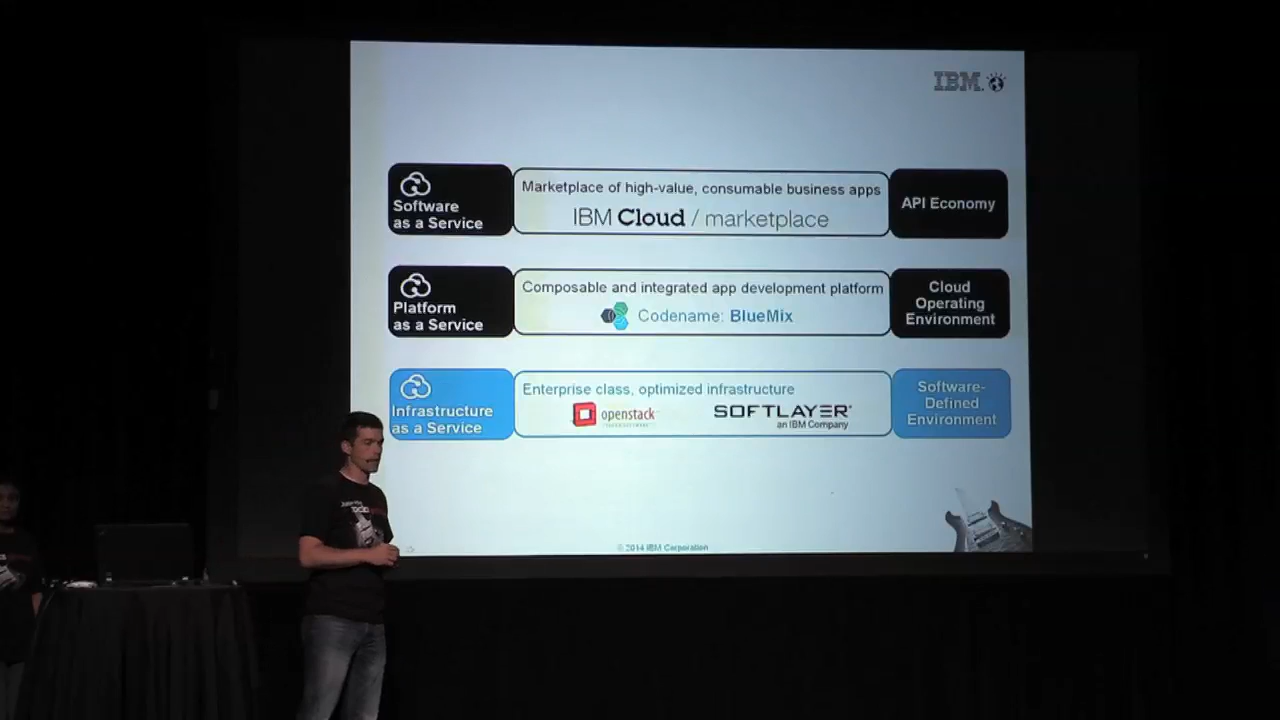 IBM.
Software
as a Service
Marketplace of high-value, consumable business apps
IBM Cloud / marketplace
API Economy
Platform
as a Service
Composable and integrated app development platform
Codename: BlueMix
Cloud
Operating
Environment
Infrastructure
as a Service
Enterprise class, optimized infrastructure
openstack
SOFTLAYER
an IBM Company
Software-
Defined
Environment
© 2014 IBM Corporation